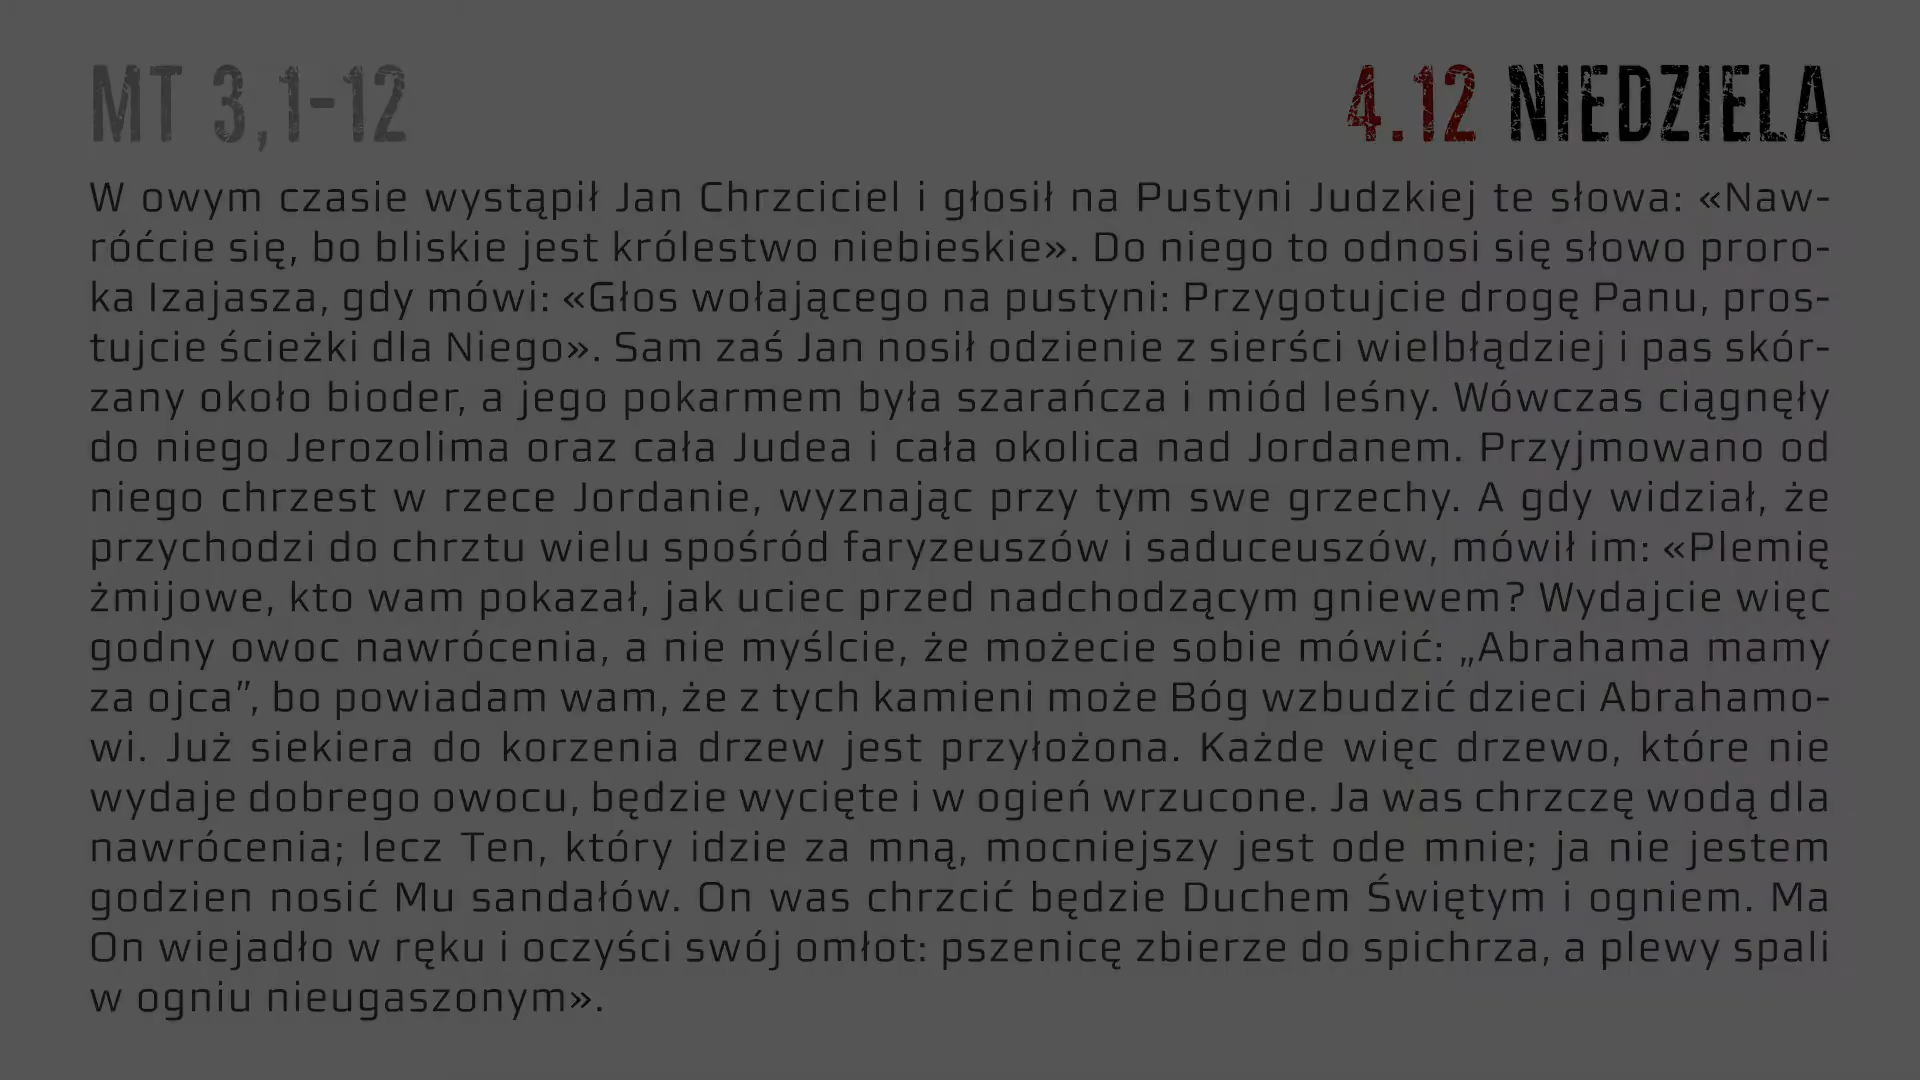 MT 3,1-12
4.12 NIEDZIELA
W owym czasie wystąpił Jan Chrzciciel i głosił na Pustyni Judzkiej te słowa: «Naw-
róćcie się, bo bliskie jest królestwo niebieskie». Do niego to odnosi się słowo proro-
ka Izajasza, gdy mówi: «Głos wołającego na pustyni: Przygotujcie drogę Panu, pros-
tujcie ścieżki dla Niego». Sam zaś Jan nosił odzienie z sierści wielbłądziej i pas skór-
zany około bioder, a jego pokarmem była szarańcza i miód leśny. Wówczas ciągnęły
do niego Jerozolima oraz cała Judea i cała okolica nad Jordanem. Przyjmowano od
niego chrzest w rzece Jordanie, wyznając przy tym swe grzechy. A gdy widział, że
przychodzi do chrztu wielu spośród faryzeuszów i saduceuszów, mówił im: «Plemię
żmijowe, kto wam pokazał, jak uciec przed nadchodzącym gniewem? Wydajcie więc
godny owoc nawrócenia, a nie myślcie, że możecie sobie mówić: „Abrahama mamy
za ojca”, bo powiadam wam, że z tych kamieni może Bóg wzbudzić dzieci Abrahamo-
wi. Już siekiera do korzenia drzew jest przyłożona. Każde więc drzewo, które nie
wydaje dobrego owocu, będzie wycięte i w ogień wrzucone. Ja was chrzczę wodą dla
nawrócenia; lecz Ten, który idzie za mną, mocniejszy jest ode mnie; ja nie jestem
godzien nosić Mu sandałów. On was chrzcić będzie Duchem Świętym i ogniem. Ma
On wiejadło w ręku i oczyści swój omłot: pszenicę zbierze do spichrza, a plewy spali
w ogniu nieugaszonym».